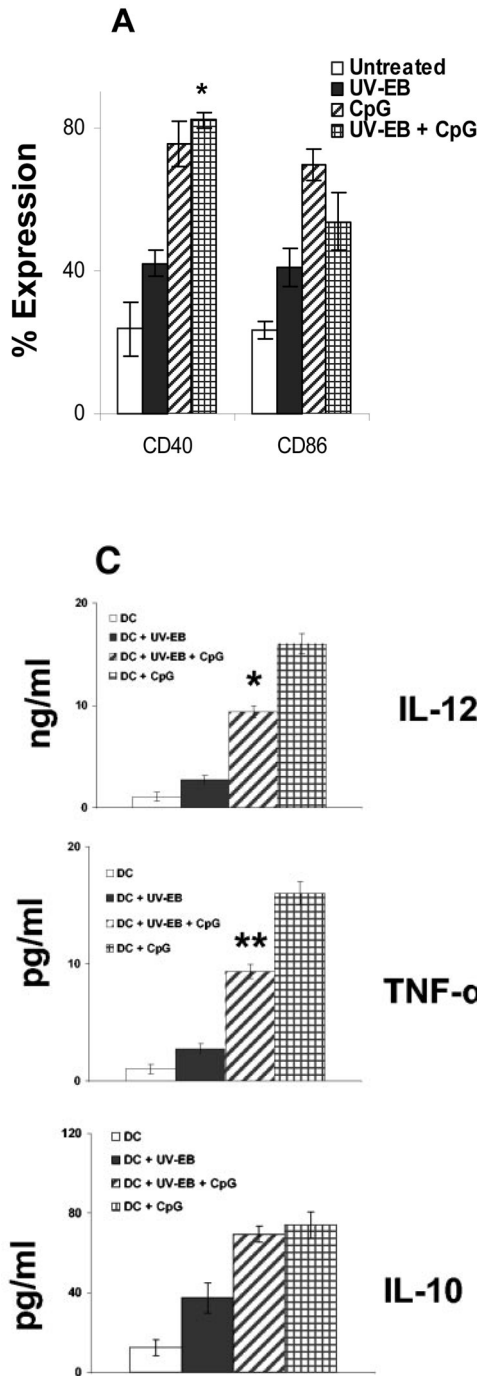 A
Untreated
UV-EB
CpG
UV-EB + CpG
*
% Expression
80
40
0
CD40
CD86
C
20
10
0
ng/ml
DC
DC + UV-EB
DC + UV-EB + CpG
DC + CpG
*
IL-12
20
10
0
pg/ml
DC
DC + UV-EB
DC + UV-EB + CpG
DC + CpG
**
TNF-α
120
80
40
0
pg/ml
DC
DC + UV-EB
DC + UV-EB + CpG
DC + CpG
IL-10